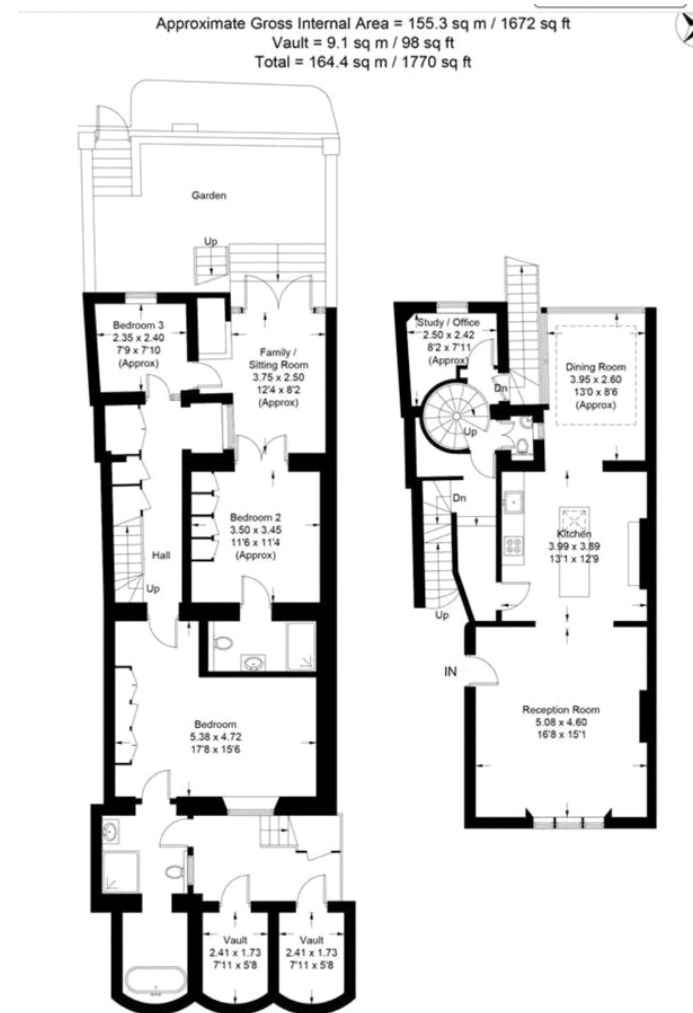 Approximate Gross Internal Area = 155.3 sq m / 1672 sq ft
Vault = 9.1 sq m / 98 sq ft
Total = 164.4 sq m / 1770 sq ft
Garden
Up
Bedroom 3
2.35 x 2.40
7'9 x 7'10
(Approx)
Family /
Sitting Room
3.75 x 2.50
12'4 x 8'2
(Approx)
Bedroom 2
3.50 x 3.45
11'6 x 11'4
(Approx)
Hall
Up
Bedroom
5.38 x 4.72
17'8 x 15'6
Vault
2.41 x 1.73
7'11 x 5'8
Vault
2.41 x 1.73
7'11 x 5'8
Study / Office
2.50 x 2.42
8'2 x 7'11
(Approx)
Dn
Dining Room
3.95 x 2.60
13'0 x 8'6
(Approx)
Up
Dn
Kitchen
3.99 x 3.89
13'1 x 12'9
Up
IN
Reception Room
5.08 x 4.60
16'8 x 15'1